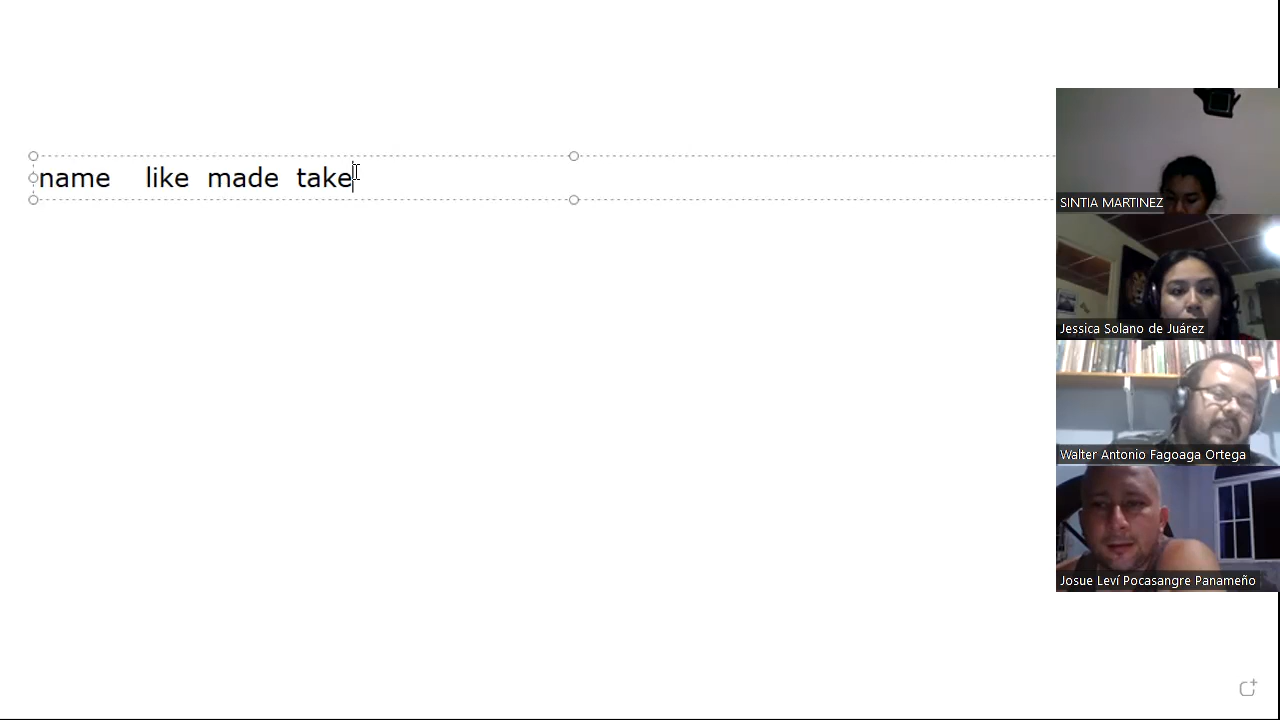 name like made take
SINTIA MARTINEZ
Jessica Solano de Juárez
Walter Antonio Fagoaga Ortega
Josue Leví Pocasangre Panameño